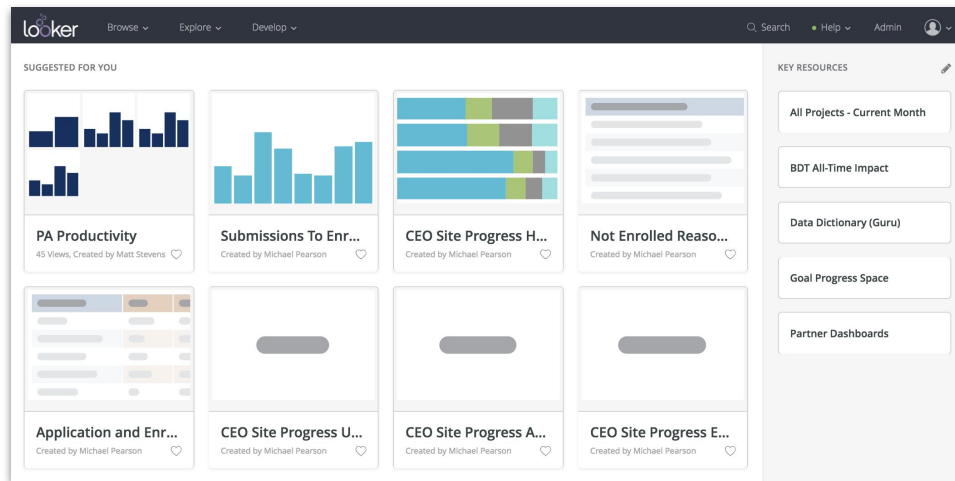 looker
Browse
Explore
Develop
Search
Help
Admin
SUGGESTED FOR YOU
KEY RESOURCES
PA Productivity
45 Views, Created by Matt Stevens
Submissions To Enr...
Created by Michael Pearson
CEO Site Progress H...
Created by Michael Pearson
Not Enrolled Reaso...
Created by Michael Pearson
Application and Enr...
Created by Michael Pearson
CEO Site Progress U...
Created by Michael Pearson
CEO Site Progress A...
Created by Michael Pearson
CEO Site Progress E...
Created by Michael Pearson
All Projects - Current Month
BDT All-Time Impact
Data Dictionary (Guru)
Goal Progress Space
Partner Dashboards